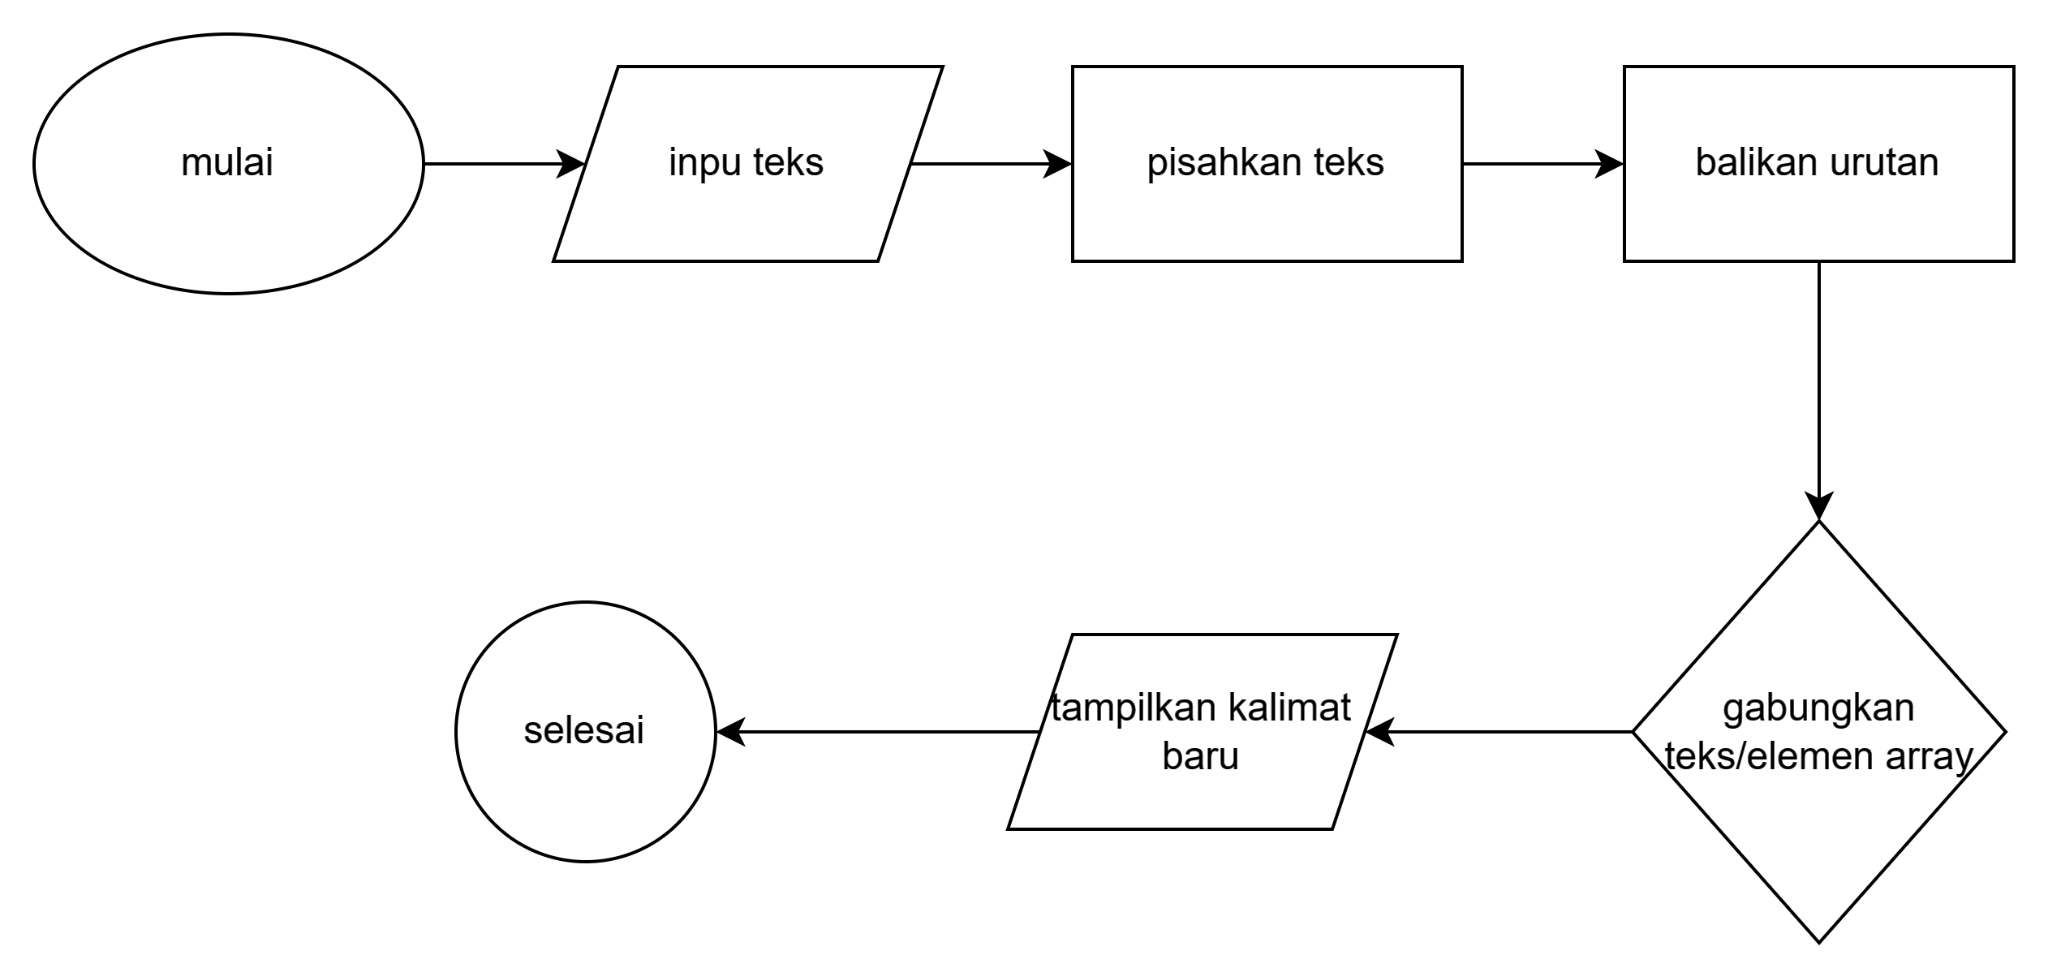 mulai
inpu teks
pisahkan teks
balikan urutan
gabungkan
teks/elemen array
tampilkan kalimat
baru
selesai